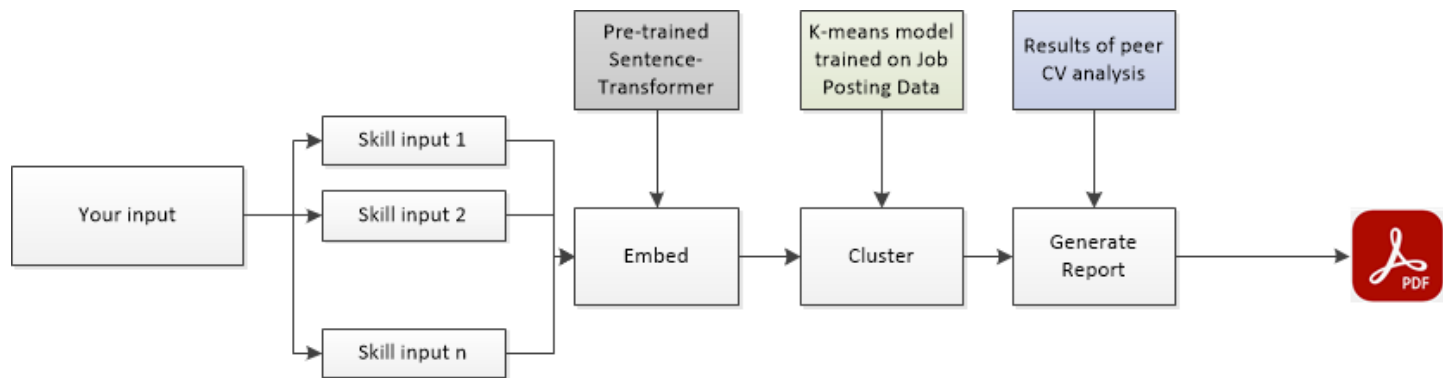 Pre-trained
Sentence-
Transformer
K-means model
trained on Job
Posting Data
Results of peer
CV analysis
Your input
Skill input 1
Skill input 2
Skill input n
Embed
Cluster
Generate
Report
PDF